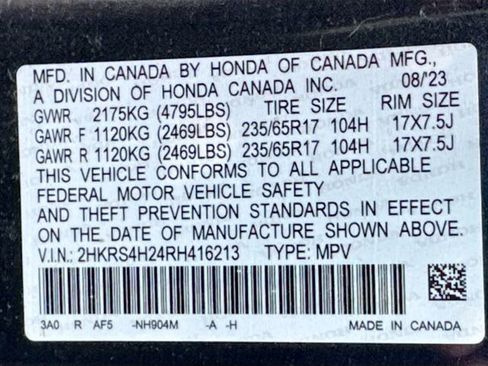 MFD. IN CANADA BY HONDA OF CANADA MFG.,
A DIVISION OF HONDA CANADA INC. 08/'23
GVWR 2175KG (4795LBS) TIRE SIZE RIM SIZE
GAWR F 1120KG (2469LBS) 235/65R17 104H 17X7.5J
GAWR R 1120KG (2469LBS) 235/65R17 104H 17X7.5J
THIS VEHICLE CONFORMS TO ALL APPLICABLE
FEDERAL MOTOR VEHICLE SAFETY
AND THEFT PREVENTION STANDARDS IN EFFECT
ON THE DATE OF MANUFACTURE SHOWN ABOVE.
V.I.N.: 2HKRS4H24RH416213 TYPE: MPV
3A0 R AF5 -NH904M -A -H MADE IN CANADA